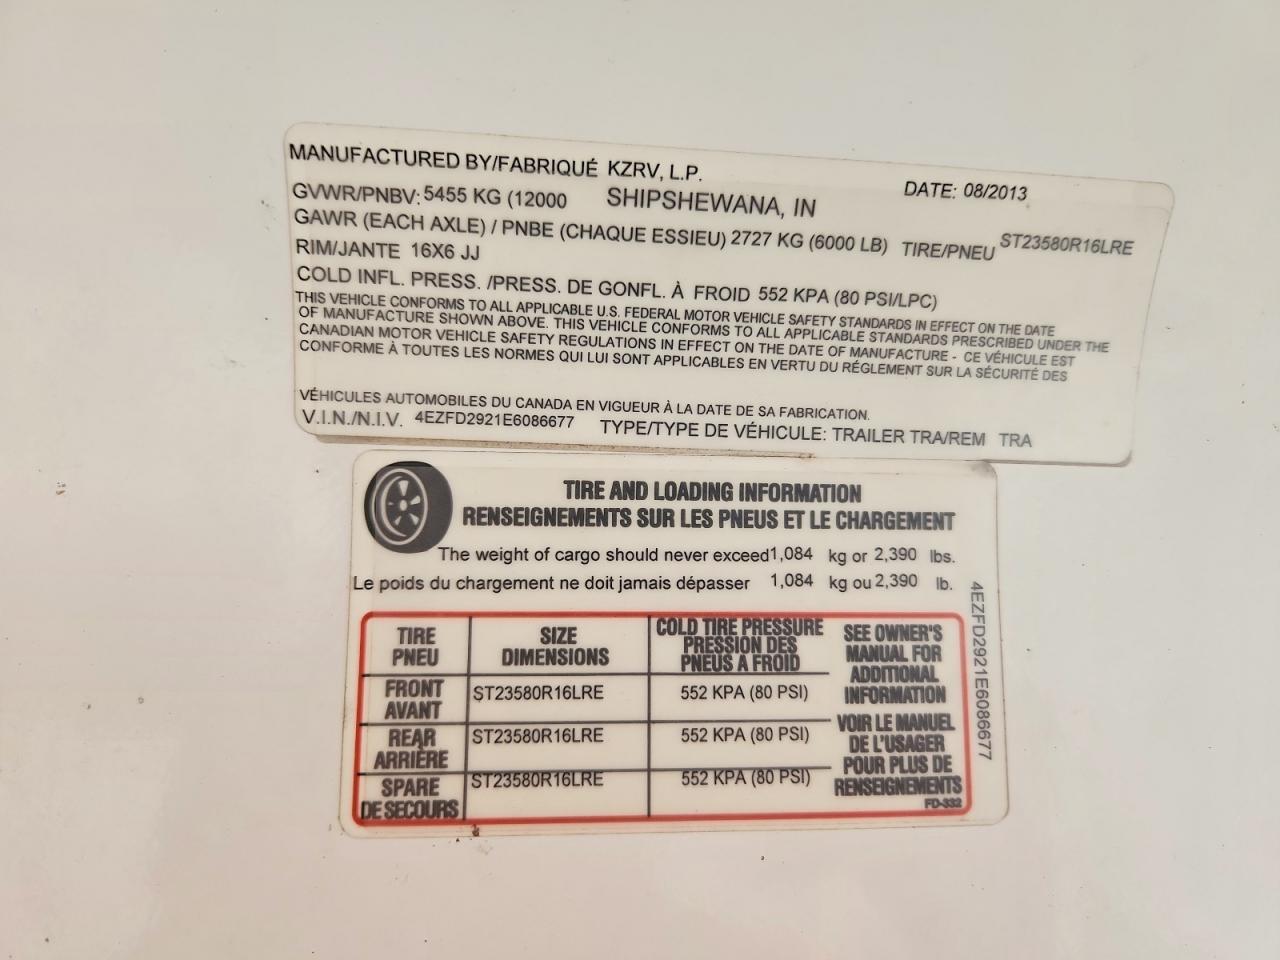 MANUFACTURED BY/FABRIQUÉ KZRV, L.P.
DATE: 08/2013
GVWR/PNBV: 5455 KG (12000 SHIPSHEWANA, IN
GAWR (EACH AXLE) / PNBE (CHAQUE ESSIEU) 2727 KG (6000 LB) TIRE/PNEU ST23580R16LRE
RIM/JANTE 16X6 JJ
COLD INFL. PRESS. /PRESS. DE GONFL. À FROID 552 KPA (80 PSI/LPC)
THIS VEHICLE CONFORMS TO ALL APPLICABLE U.S. FEDERAL MOTOR VEHICLE SAFETY STANDARDS IN EFFECT ON THE DATE
OF MANUFACTURE SHOWN ABOVE. THIS VEHICLE CONFORMS TO ALL APPLICABLE STANDARDS PRESCRIBED UNDER THE
CANADIAN MOTOR VEHICLE SAFETY REGULATIONS IN EFFECT ON THE DATE OF MANUFACTURE - CE VÉHICULE EST
CONFORME À TOUTES LES NORMES QUI LUI SONT APPLICABLES EN VERTU DU RÉGLEMENT SUR LA SÉCURITÉ DES
VÉHICULES AUTOMOBILES DU CANADA EN VIGUEUR À LA DATE DE SA FABRICATION.
V.I.N./N.I.V. 4EZFD2921E6086677 TYPE/TYPE DE VÉHICULE: TRAILER TRA/REM TRA
TIRE AND LOADING INFORMATION
RENSEIGNEMENTS SUR LES PNEUS ET LE CHARGEMENT
The weight of cargo should never exceed 1,084 kg or 2,390 lbs.
Le poids du chargement ne doit jamais dépasser 1,084 kg ou 2,390 lb.
TIRE
PNEU
SIZE
DIMENSIONS
COLD TIRE PRESSURE
PRESSION DES
PNEUS A FROID
SEE OWNER'S
MANUAL FOR
ADDITIONAL
INFORMATION
FRONT
AVANT
ST23580R16LRE
552 KPA (80 PSI)
REAR
ARRIÈRE
ST23580R16LRE
552 KPA (80 PSI)
SPARE
DE SECOURS
ST23580R16LRE
552 KPA (80 PSI)
VOIR LE MANUEL
DE L'USAGER
POUR PLUS DE
RENSEIGNEMENTS
FD-332
4EZFD2921E6086677